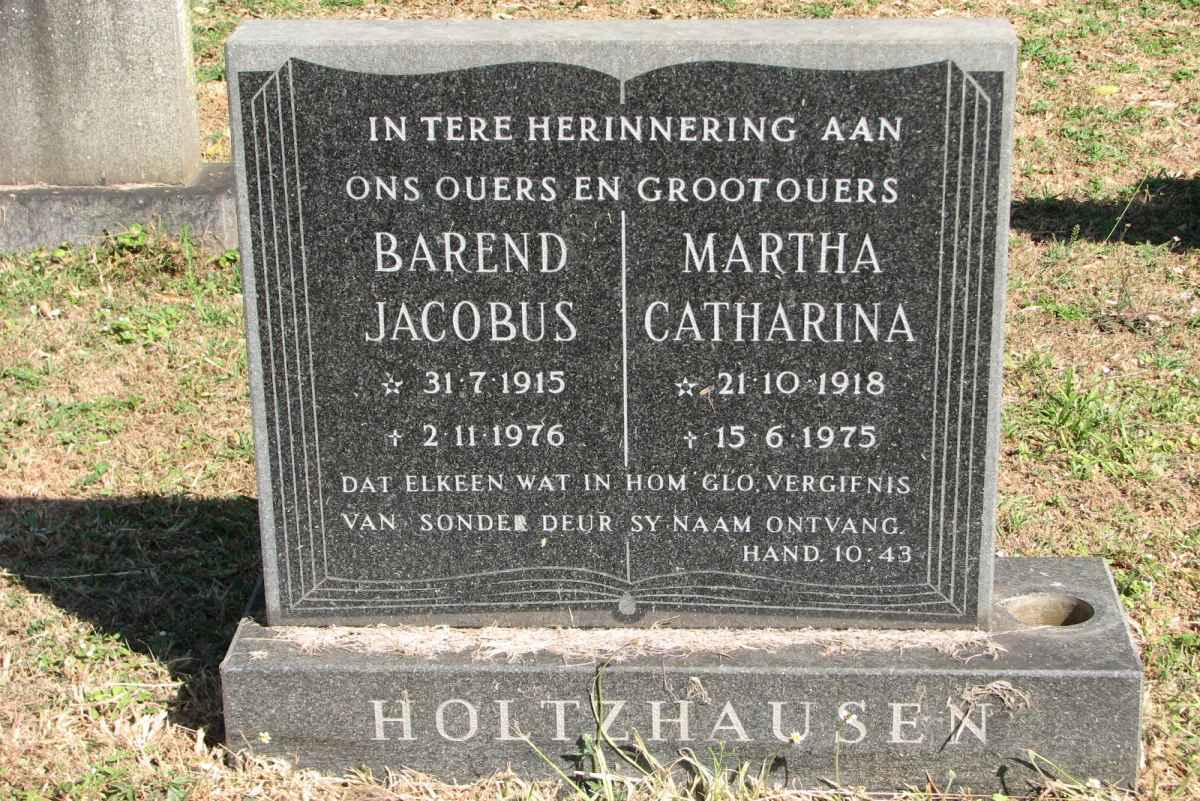 IN TERE HERINNERING AAN
ONS OUERS EN GROOTOUERS
BAREND
JACOBUS
☆ 31·7·1915
† 2·11·1976
MARTHA
CATHARINA
☆ 21·10·1918
† 15·6·1975
DAT ELKEEN WAT IN HOM GLO, VERGIFNIS
VAN SONDE DEUR SY NAAM ONTVANG.
HAND. 10:43
HOLTZHAUSEN